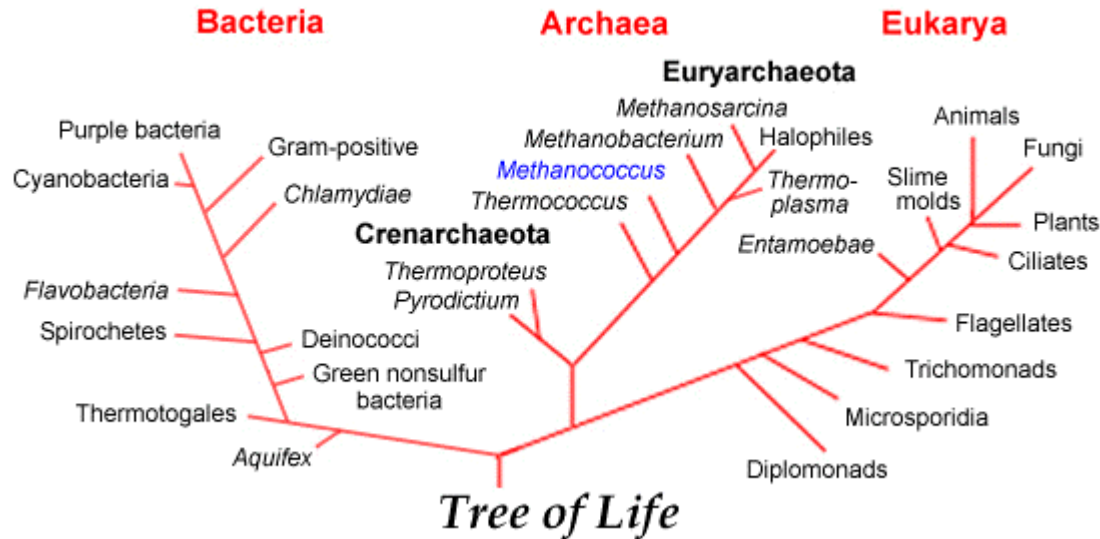 Bacteria
Archaea
Eukarya
Purple bacteria
Cyanobacteria
Gram-positive
Chlamydiae
Flavobacteria
Spirochetes
Deinococci
Green nonsulfur
bacteria
Thermotogales
Aquifex
Euryarchaeota
Methanosarcina
Methanobacterium
Halophiles
Methanococcus
Thermo-
plasma
Thermococcus
Crenarchaeota
Thermoproteus
Pyrodictium
Animals
Fungi
Slime
molds
Plants
Entamoebae
Ciliates
Flagellates
Trichomonads
Microsporidia
Diplomonads
Tree of Life